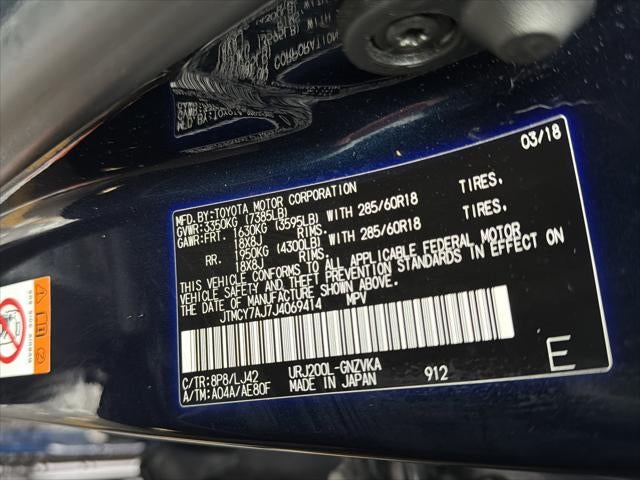 03/18
MFD.BY:TOYOTA MOTOR CORPORATION
GVWR:3350KG (7385LB)
GAWR:FRT. 1630KG (3595LB) WITH 285/60R18 TIRES,
18X8J RIMS.
RR. 1950KG (4300LB) WITH 285/60R18 TIRES,
18X8J RIMS.
THIS VEHICLE CONFORMS TO ALL APPLICABLE FEDERAL MOTOR
VEHICLE SAFETY AND THEFT PREVENTION STANDARDS IN EFFECT ON
THE DATE OF MANUFACTURE SHOWN ABOVE.
JTMCY7AJ7J4069414 MPV
C/TR:8P8/LJ42 URJ200L-GNZVKA
A/TM:A04A/AE80F MADE IN JAPAN 912
E
SRS SIDE AIRBAG